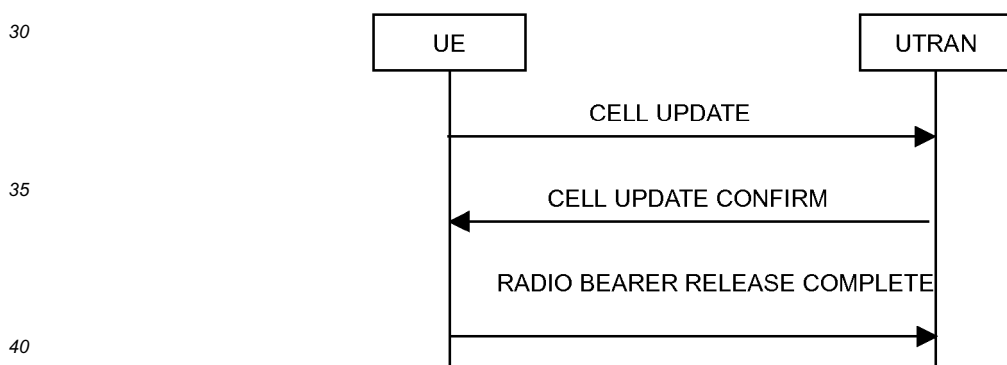 30
UE UTRAN
CELL UPDATE
35
CELL UPDATE CONFIRM
RADIO BEARER RELEASE COMPLETE
40